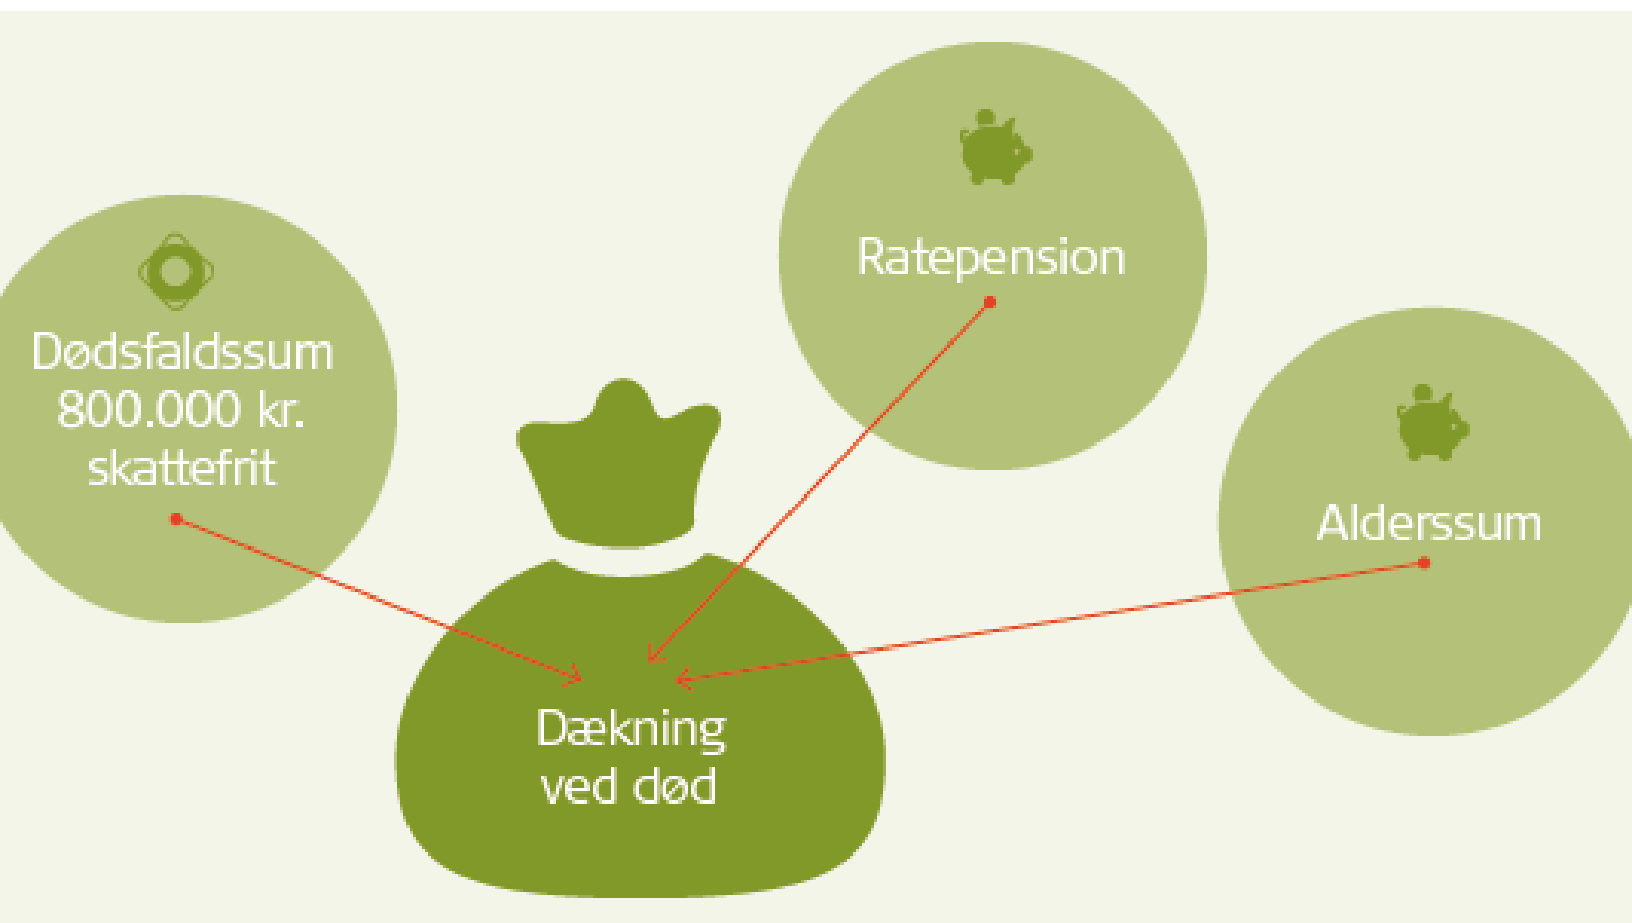 Dødsfaldssum
800.000 kr.
skattefrit
Ratepension
Alderssum
Dækning
ved død